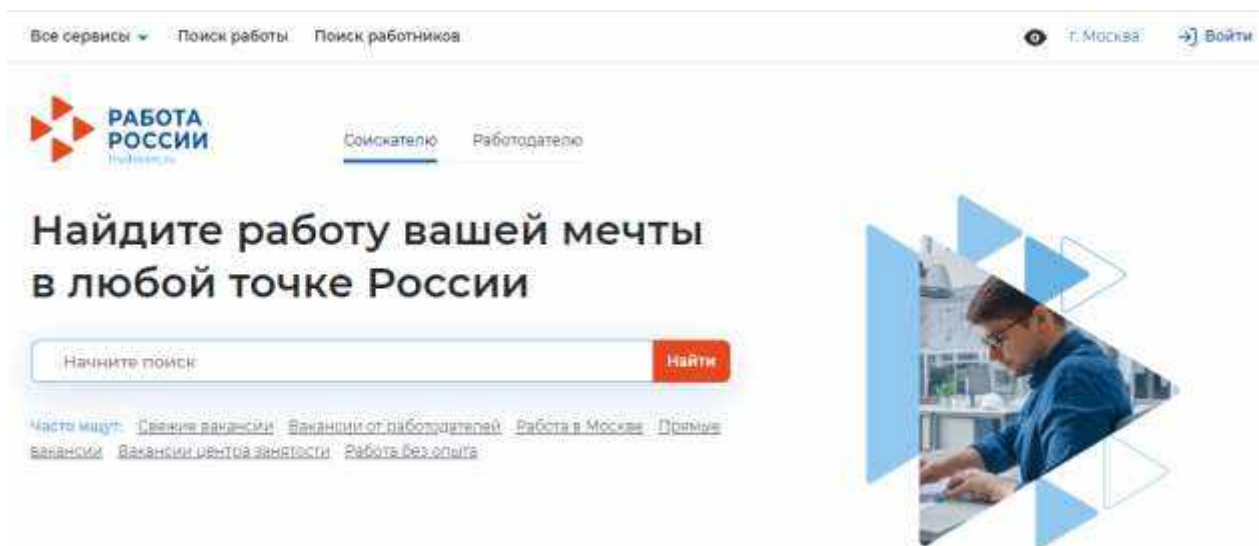 Все сервисы Поиск работы Поиск работников г. Москва Войти
РАБОТА
РОССИИ
trudvsem.ru
Соискателю Работодателю
Найдите работу вашей мечты
в любой точке России
Начните поиск Найти
Часто ищут: Свежие вакансии Вакансии от работодателей Работа в Москве Прямые
вакансии Вакансии центра занятости Работа без опыта